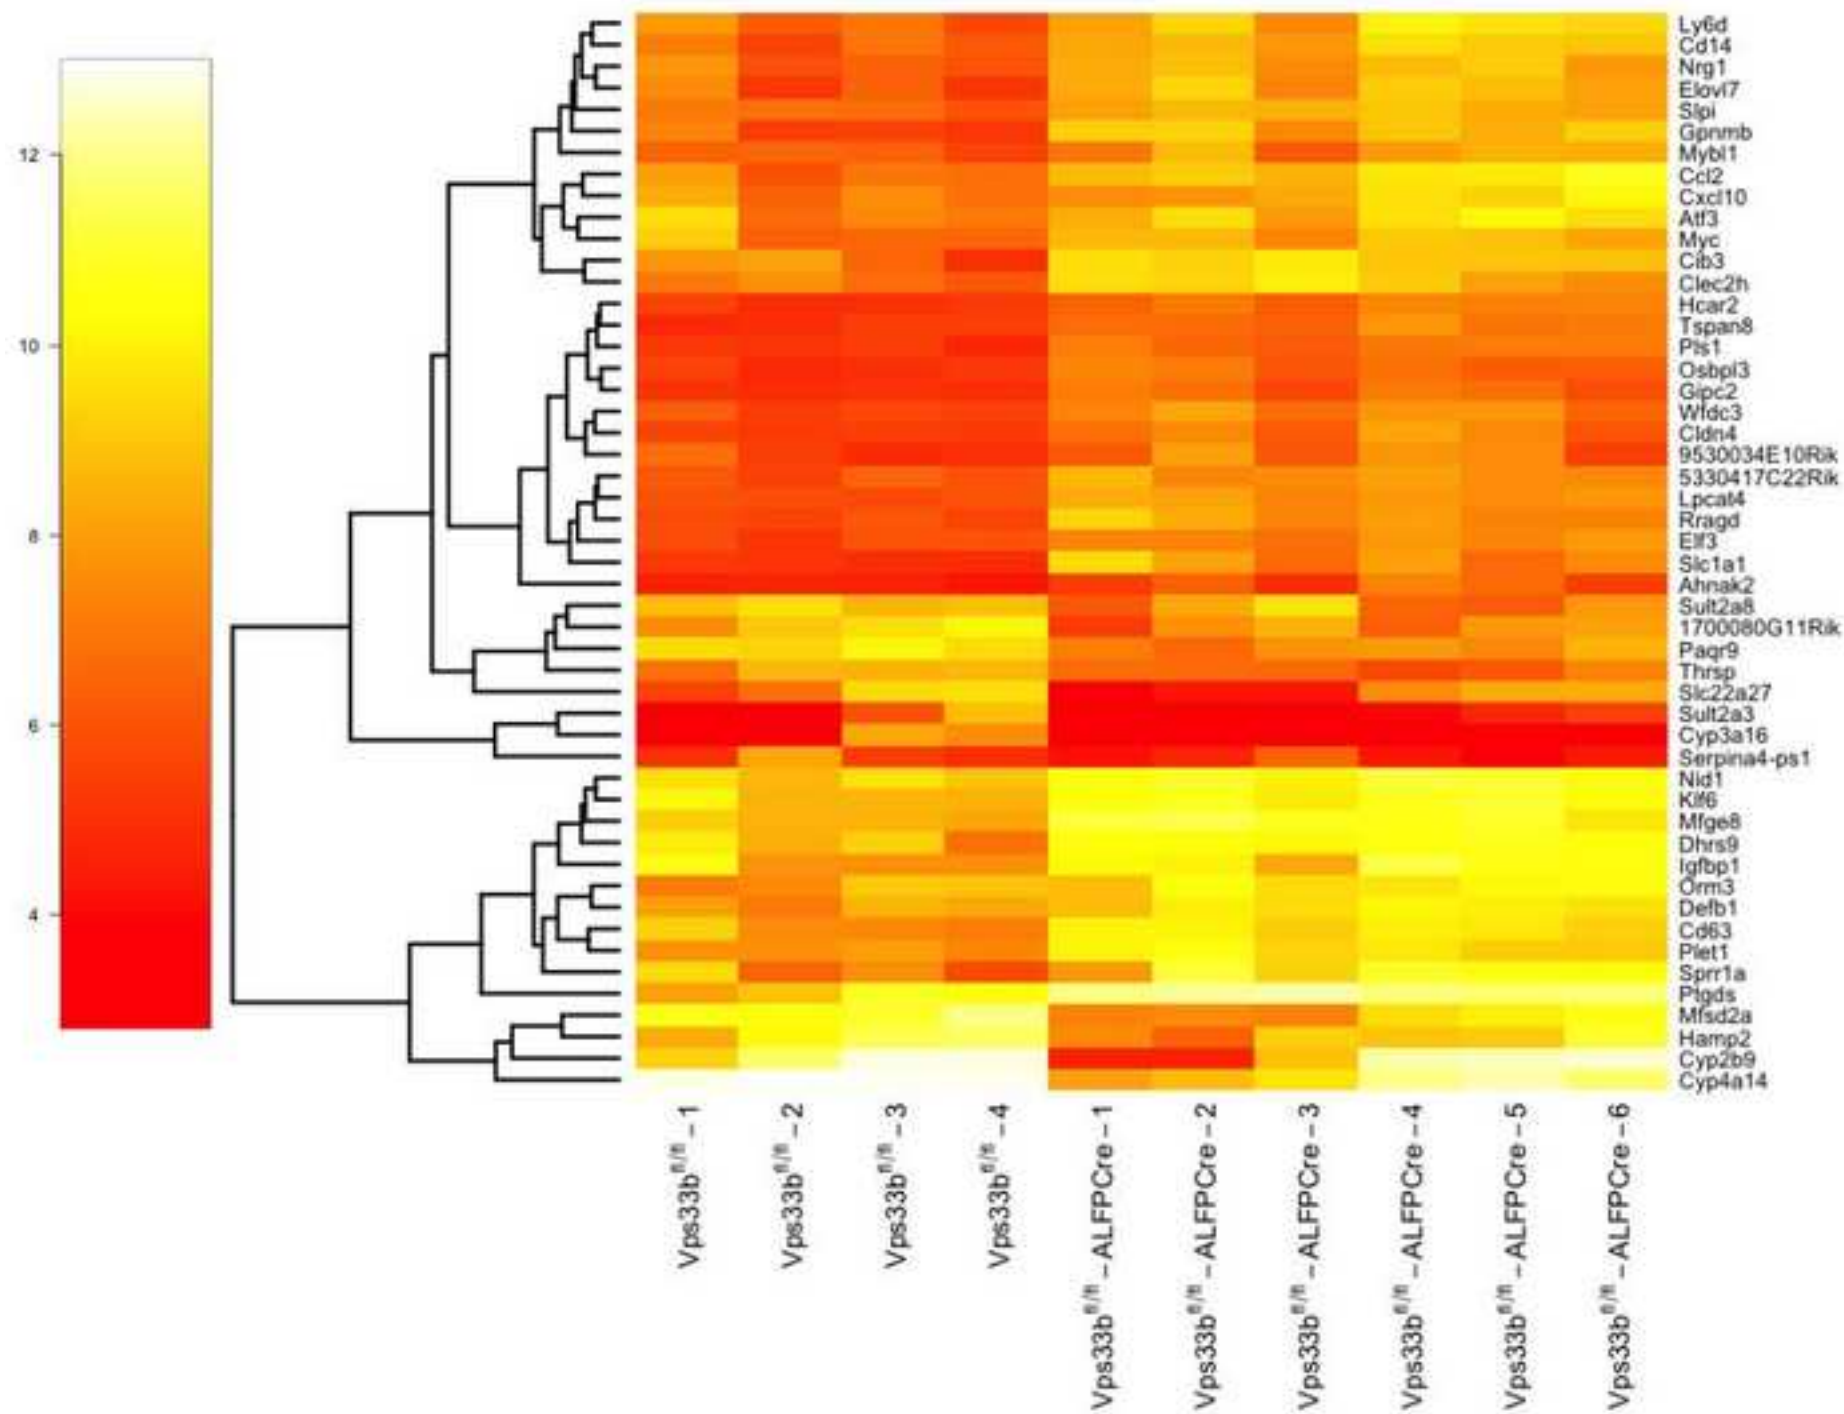 12
10
8
6
4
Ly6d
Cd14
Nrg1
Elovl7
Slpi
Gpnmb
Mybl1
Ccl2
Cxcl10
Atf3
Myc
Cib3
Clec2h
Hcar2
Tspan8
Pls1
Osbpl3
Gipc2
Wfdc3
Cldn4
9530034E10Rik
5330417C22Rik
Lpcat4
Rragd
Elf3
Slc1a1
Ahnak2
Sult2a8
1700080G11Rik
Paqr9
Thrsp
Slc22a27
Sult2a3
Cyp3a16
Serpina4-ps1
Nid1
Klf6
Mfge8
Dhrs9
Igfbp1
Orm3
Defb1
Cd63
Plet1
Sprr1a
Ptgds
Mfsd2a
Hamp2
Cyp2b9
Cyp4a14
Vps33b^fl/fl – 1
Vps33b^fl/fl – 2
Vps33b^fl/fl – 3
Vps33b^fl/fl – 4
Vps33b^fl/fl – ALFPCre – 1
Vps33b^fl/fl – ALFPCre – 2
Vps33b^fl/fl – ALFPCre – 3
Vps33b^fl/fl – ALFPCre – 4
Vps33b^fl/fl – ALFPCre – 5
Vps33b^fl/fl – ALFPCre – 6